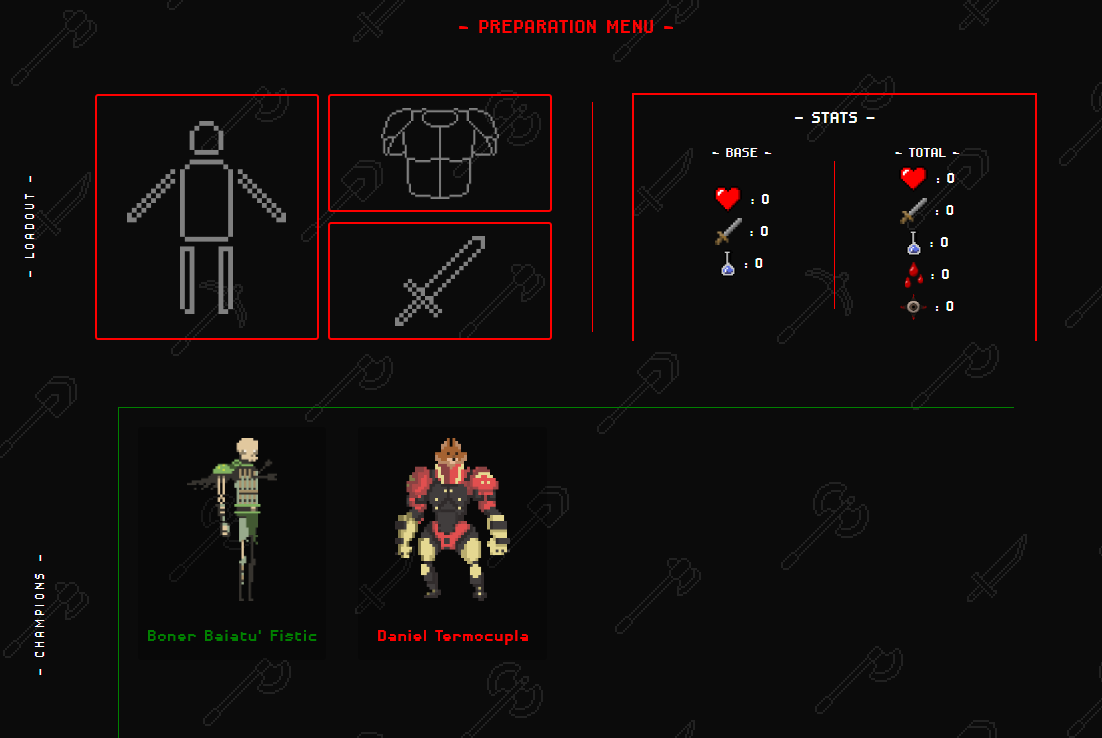 ~ PREPARATION MENU ~
~ LOADOUT ~
~ STATS ~
~ BASE ~
: 0
: 0
: 0
~ TOTAL ~
: 0
: 0
: 0
: 0
: 0
~ CHAMPIONS ~
Boner Baiatu' Fistic
Daniel Termocupla